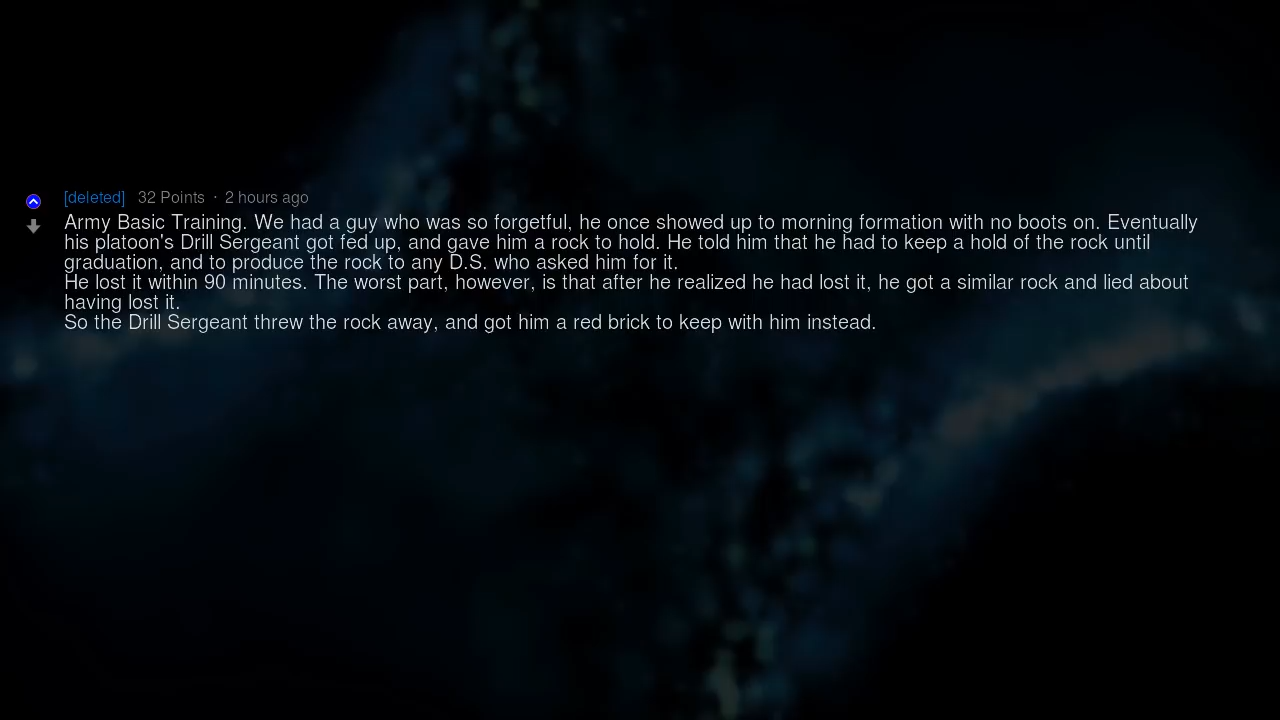 [deleted] 32 Points · 2 hours ago
Army Basic Training. We had a guy who was so forgetful, he once showed up to morning formation with no boots on. Eventually
his platoon's Drill Sergeant got fed up, and gave him a rock to hold. He told him that he had to keep a hold of the rock until
graduation, and to produce the rock to any D.S. who asked him for it.
He lost it within 90 minutes. The worst part, however, is that after he realized he had lost it, he got a similar rock and lied about
having lost it.
So the Drill Sergeant threw the rock away, and got him a red brick to keep with him instead.